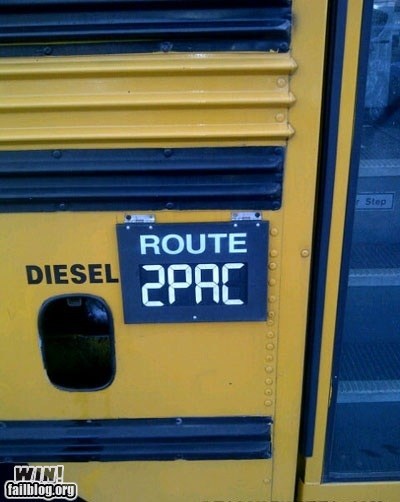 ROUTE
DIESEL 2PAC
r Step
WIN!
failblog.org